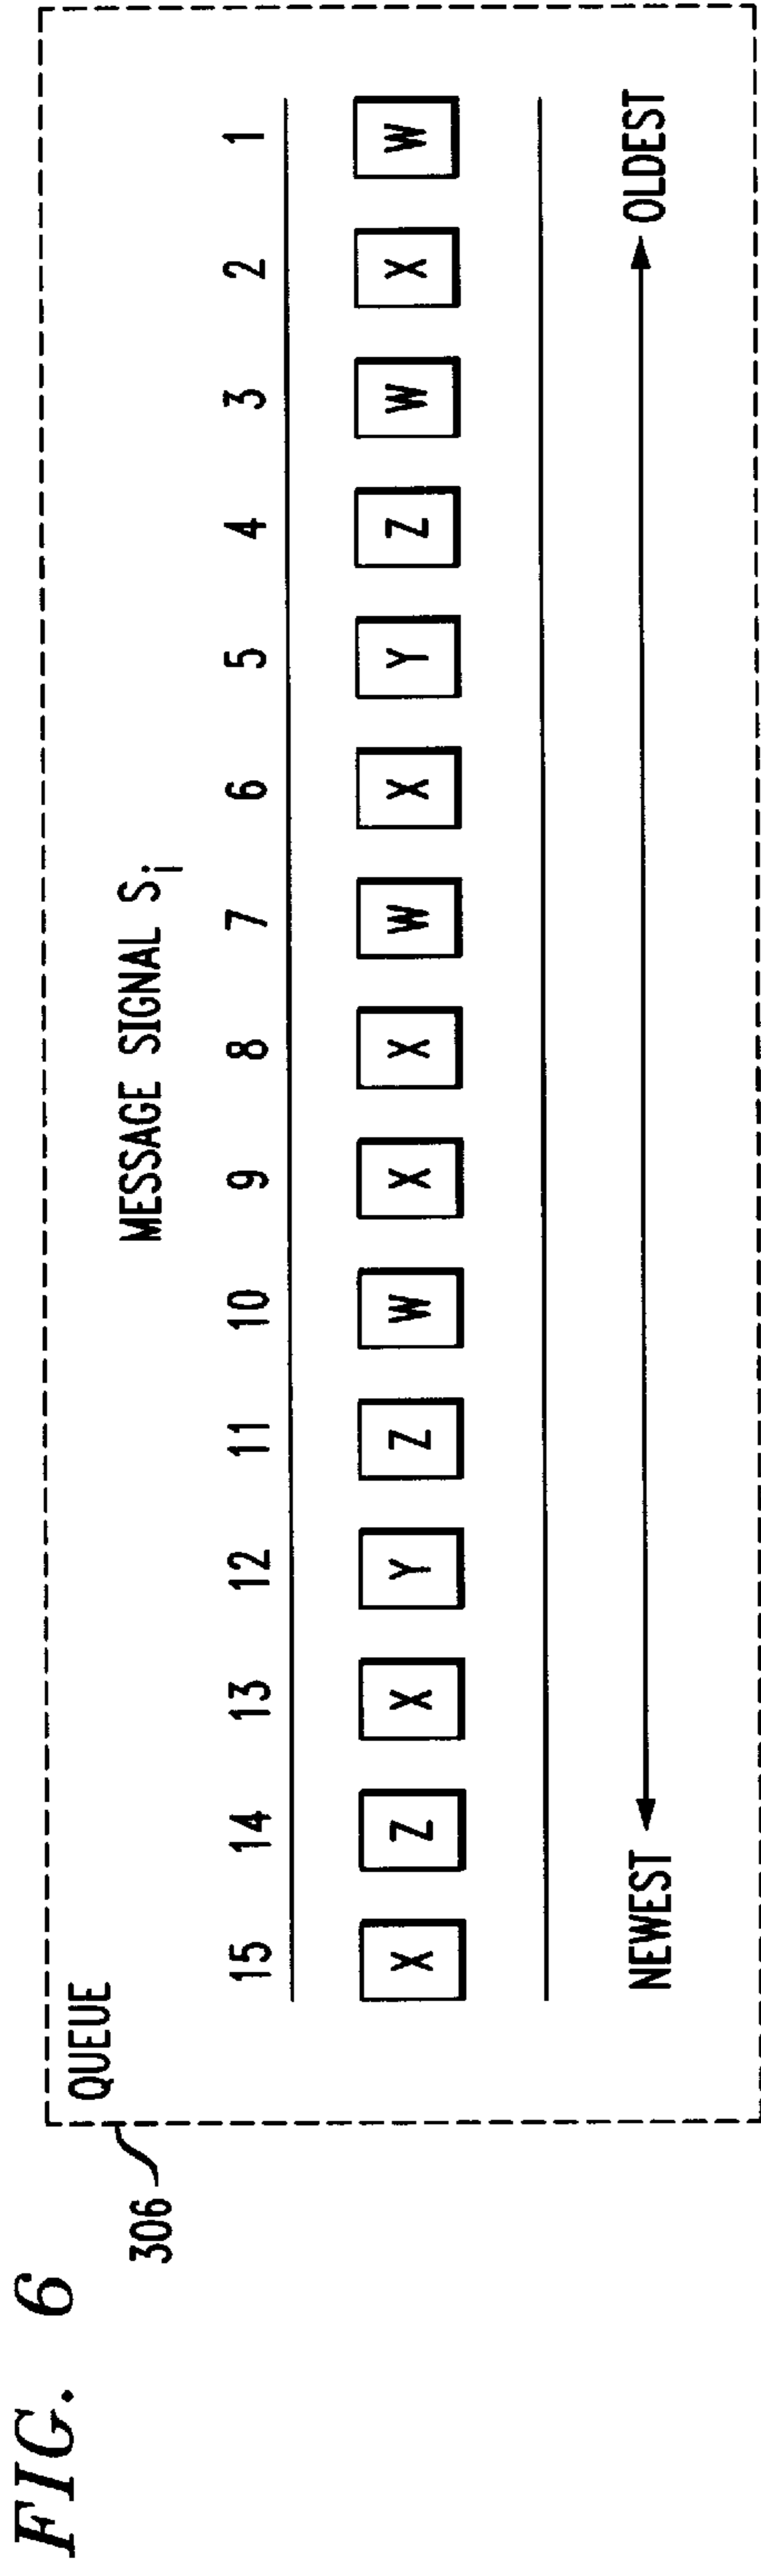 FIG. 6
306
QUEUE
MESSAGE SIGNAL Si
15 14 13 12 11 10 9 8 7 6 5 4 3 2 1
X Z X Y Z W X X W X Y Z W X W
NEWEST OLDEST